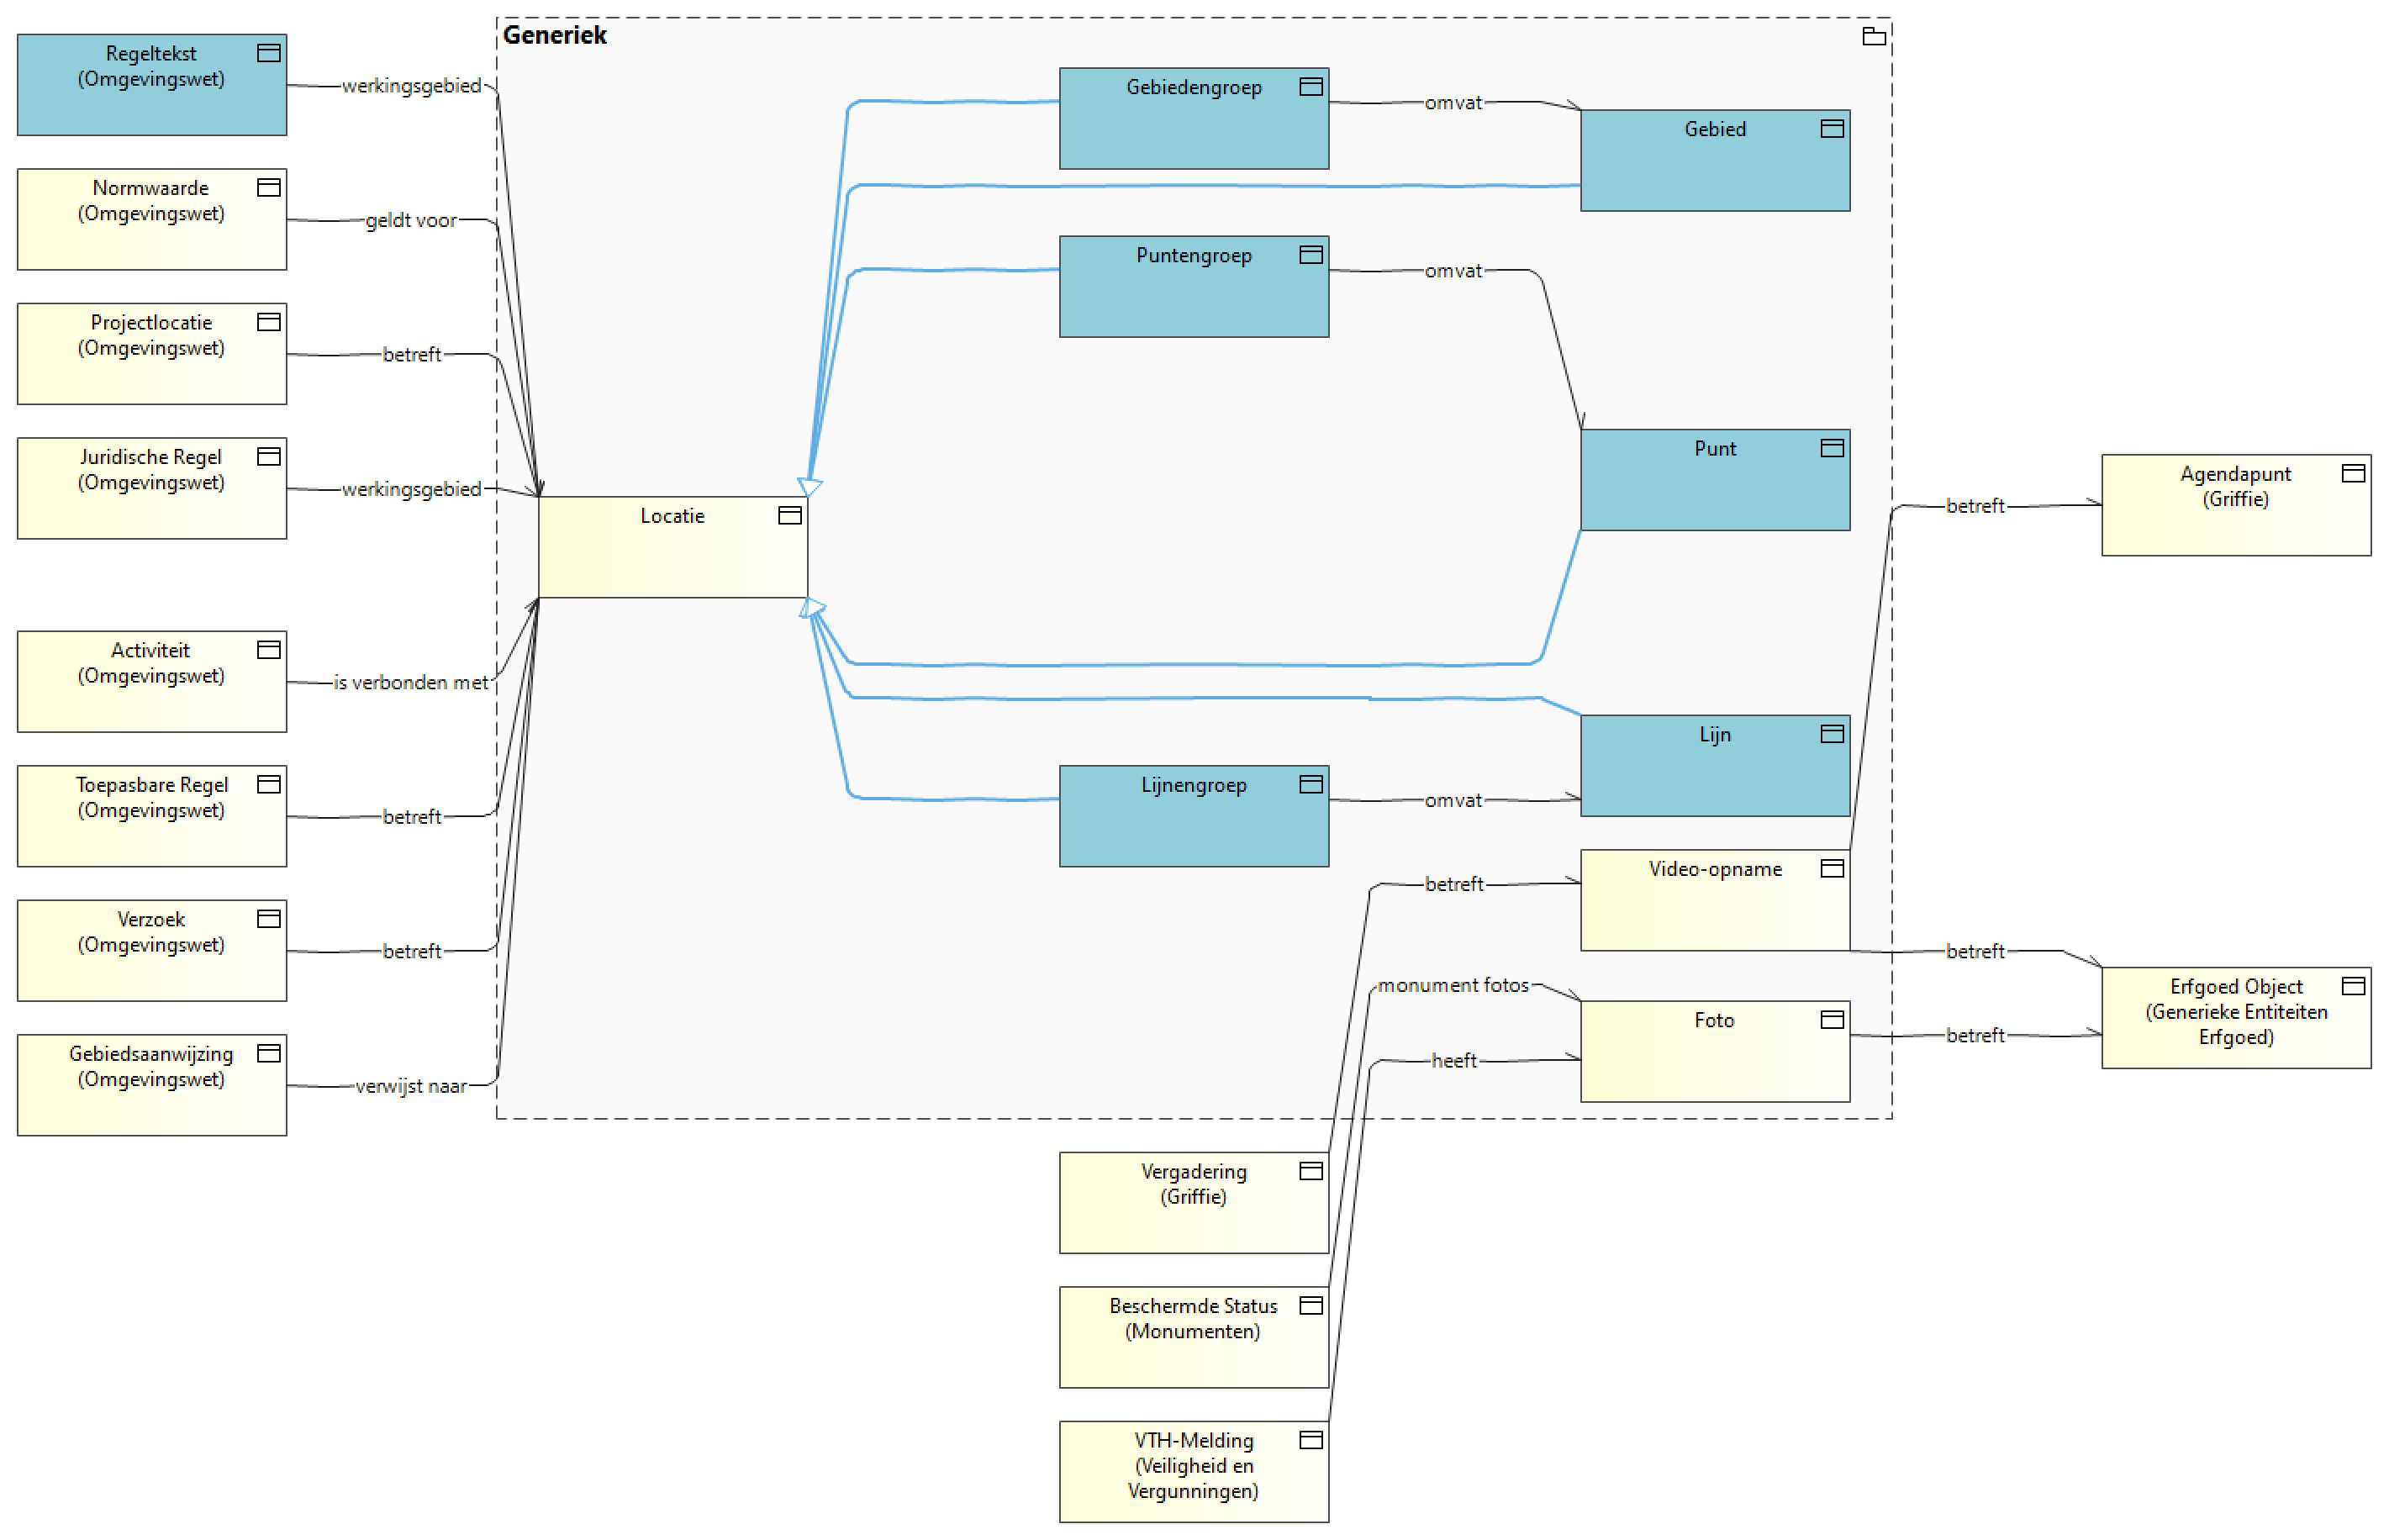 Generiek
Regeltekst
(Omgevingswet)
werkingsgebied
Normwaarde
(Omgevingswet)
geldt voor
Projectlocatie
(Omgevingswet)
betreft
Juridische Regel
(Omgevingswet)
werkingsgebied
Activiteit
(Omgevingswet)
is verbonden met
Toepasbare Regel
(Omgevingswet)
betreft
Verzoek
(Omgevingswet)
betreft
Gebiedsaanwijzing
(Omgevingswet)
verwijst naar
Locatie
Gebiedengroep
omvat
Gebied
Puntengroep
omvat
Punt
Lijn
Lijnengroep
omvat
Video-opname
betreft
monument fotos
Foto
heeft
betreft
Agendapunt
(Griffie)
betreft
Erfgoed Object
(Generieke Entiteiten
Erfgoed)
betreft
Vergadering
(Griffie)
Beschermde Status
(Monumenten)
VTH-Melding
(Veiligheid en
Vergunningen)